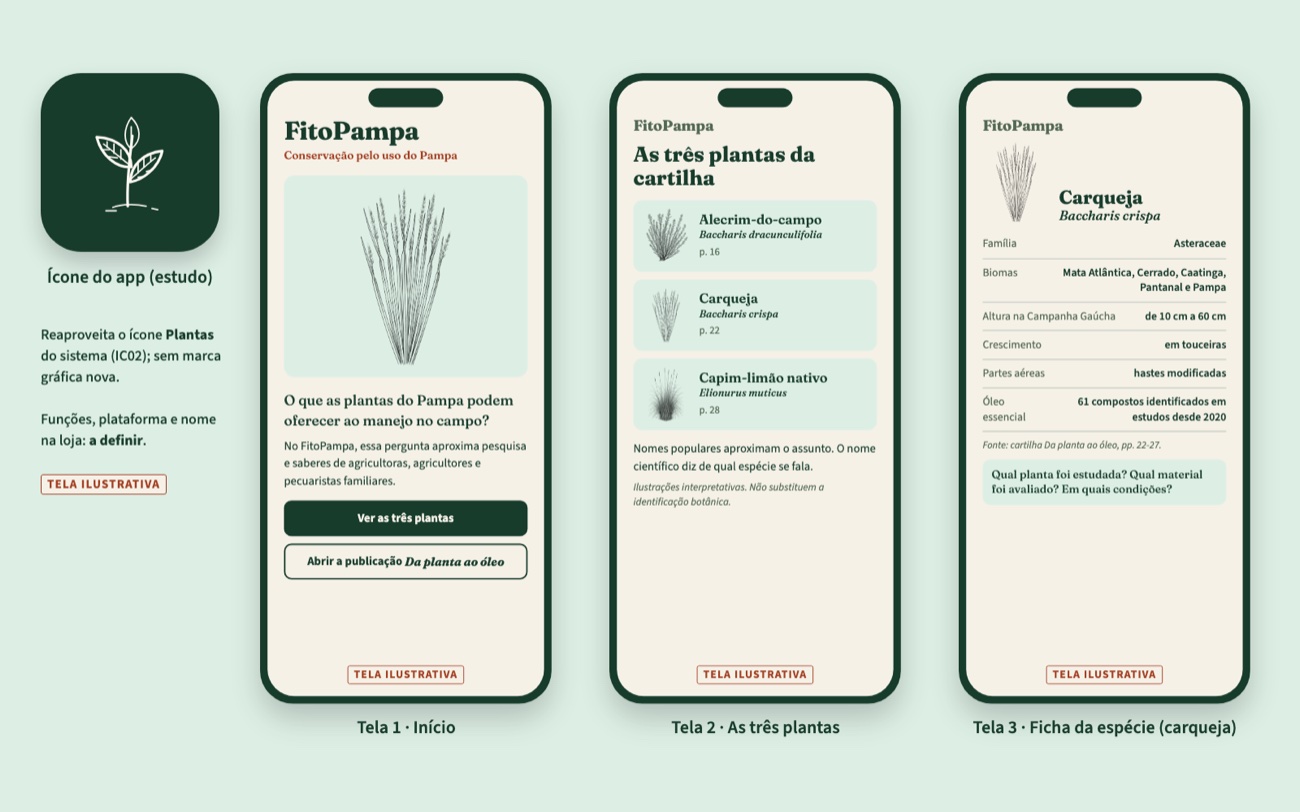 Ícone do app (estudo)
Reaproveita o ícone Plantas
do sistema (IC02); sem marca
gráfica nova.
Funções, plataforma e nome
na loja: a definir.
TELA ILUSTRATIVA
FitoPampa
Conservação pelo uso do Pampa
O que as plantas do Pampa podem
oferecer ao manejo no campo?
No FitoPampa, essa pergunta aproxima pesquisa
e saberes de agricultoras, agricultores e
pecuaristas familiares.
Ver as três plantas
Abrir a publicação Da planta ao óleo
TELA ILUSTRATIVA
Tela 1 · Início
FitoPampa
As três plantas da
cartilha
Alecrim-do-campo
Baccharis dracunculifolia
p. 16
Carqueja
Baccharis crispa
p. 22
Capim-limão nativo
Elionurus muticus
p. 28
Nomes populares aproximam o assunto. O nome
científico diz de qual espécie se fala.
Ilustrações interpretativas. Não substituem a
identificação botânica.
TELA ILUSTRATIVA
Tela 2 · As três plantas
FitoPampa
Carqueja
Baccharis crispa
Família Asteraceae
Biomas Mata Atlântica, Cerrado, Caatinga,
Pantanal e Pampa
Altura na Campanha Gaúcha de 10 cm a 60 cm
Crescimento em touceiras
Partes aéreas hastes modificadas
Óleo 61 compostos identificados em
essencial estudos desde 2020
Fonte: cartilha Da planta ao óleo, pp. 22-27.
Qual planta foi estudada? Qual material
foi avaliado? Em quais condições?
TELA ILUSTRATIVA
Tela 3 · Ficha da espécie (carqueja)